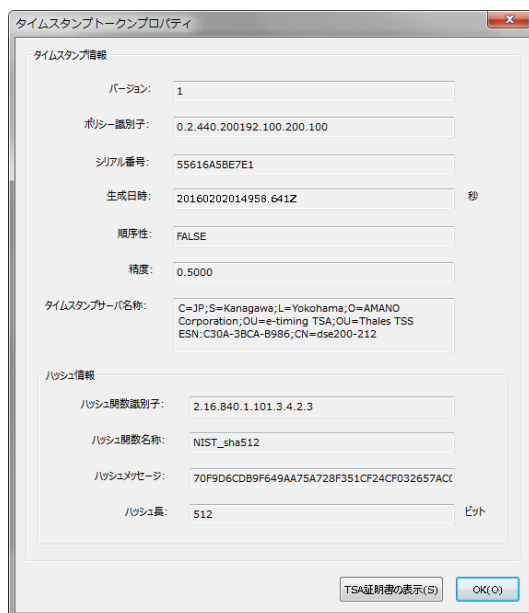 タイムスタンプトークンプロパティ
タイムスタンプ情報
バージョン: 1
ポリシー識別子: 0.2.440.200192.100.200.100
シリアル番号: 55616A5BE7E1
生成日時: 20160202014958.641Z 秒
順序性: FALSE
精度: 0.5000
タイムスタンプサーバ名称: C=JP;S=Kanagawa;L=Yokohama;O=AMANO
Corporation;OU=e-timing TSA;OU=Thales TSS
ESN:C30A-3BCA-B986;CN=dse200-212
ハッシュ情報
ハッシュ関数識別子: 2.16.840.1.101.3.4.2.3
ハッシュ関数名称: NIST_sha512
ハッシュメッセージ: 70F9D6CDB9F649AA75A728F351CF24CF032657AC0
ハッシュ長: 512 ビット
TSA証明書の表示(S) OK(O)